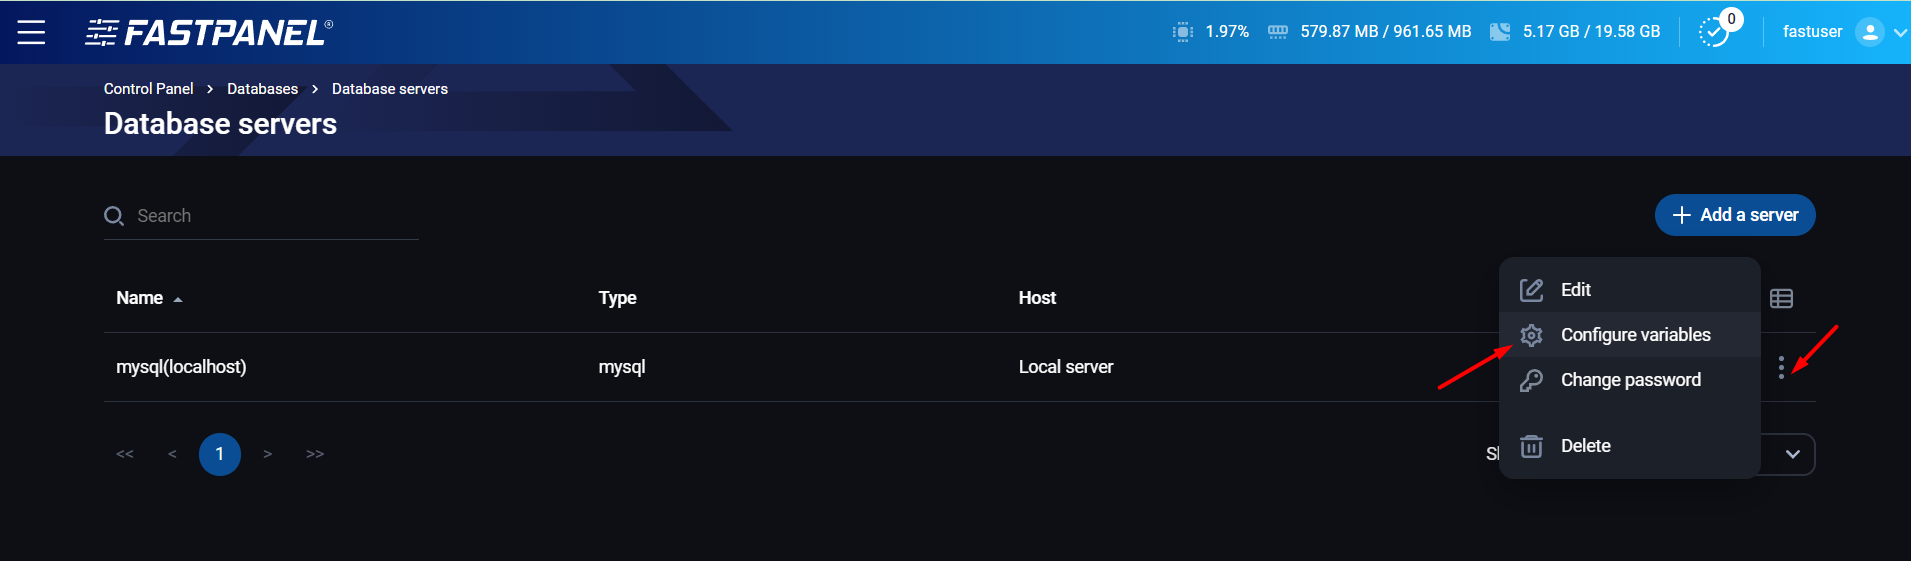 FASTPANEL®
1.97%
579.87 MB / 961.65 MB
5.17 GB / 19.58 GB
0
fastuser
Control Panel > Databases > Database servers
Database servers
Search
+ Add a server
Name
Type
Host
mysql(localhost)
mysql
Local server
Edit
Configure variables
Change password
Delete
<< < 1 > >>